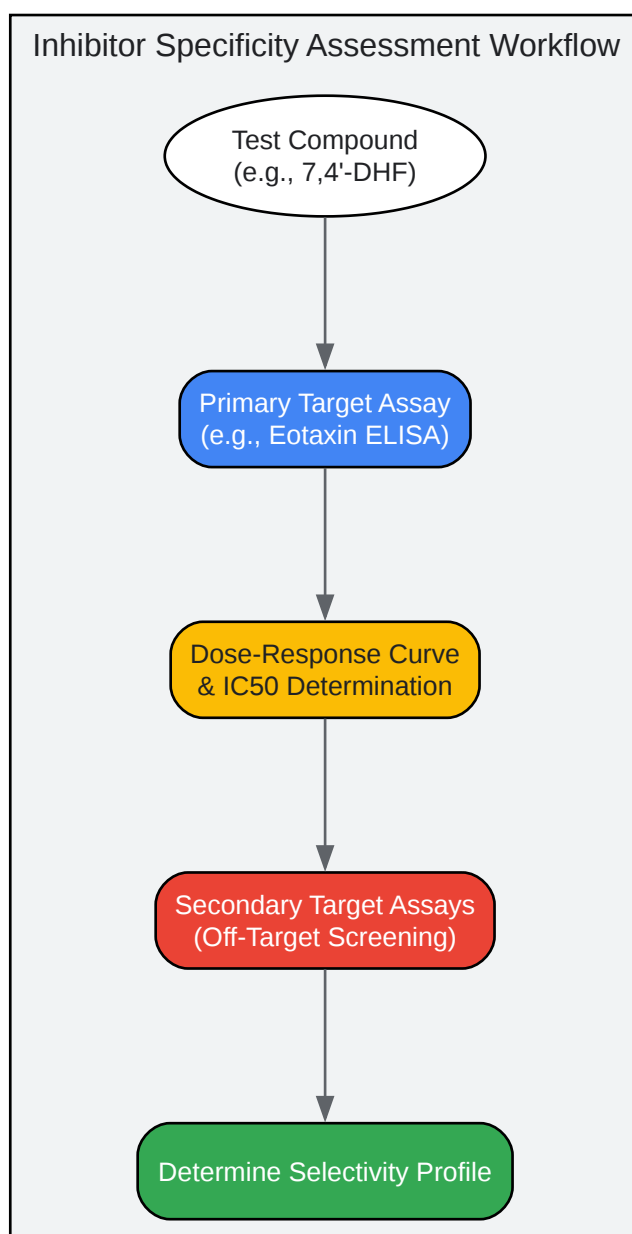 Inhibitor Specificity Assessment Workflow
Test Compound
(e.g., 7,4'-DHF)
Primary Target Assay
(e.g., Eotaxin ELISA)
Dose-Response Curve
& IC50 Determination
Secondary Target Assays
(Off-Target Screening)
Determine Selectivity Profile